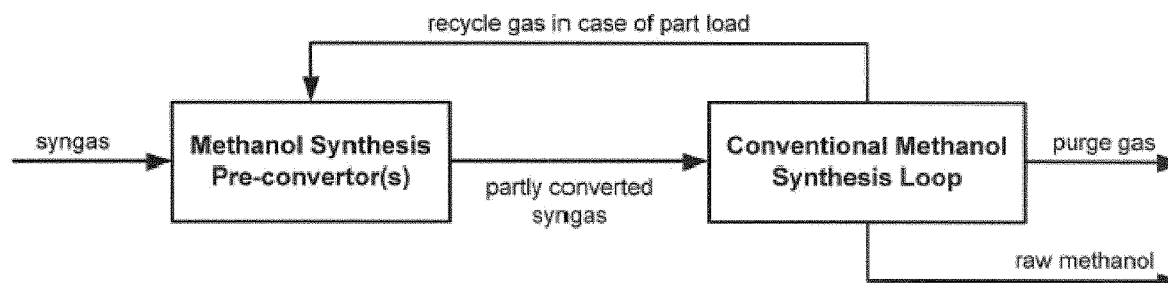 recycle gas in case of part load
syngas
Methanol Synthesis
Pre-convertor(s)
partly converted
syngas
Conventional Methanol
Synthesis Loop
purge gas
raw methanol